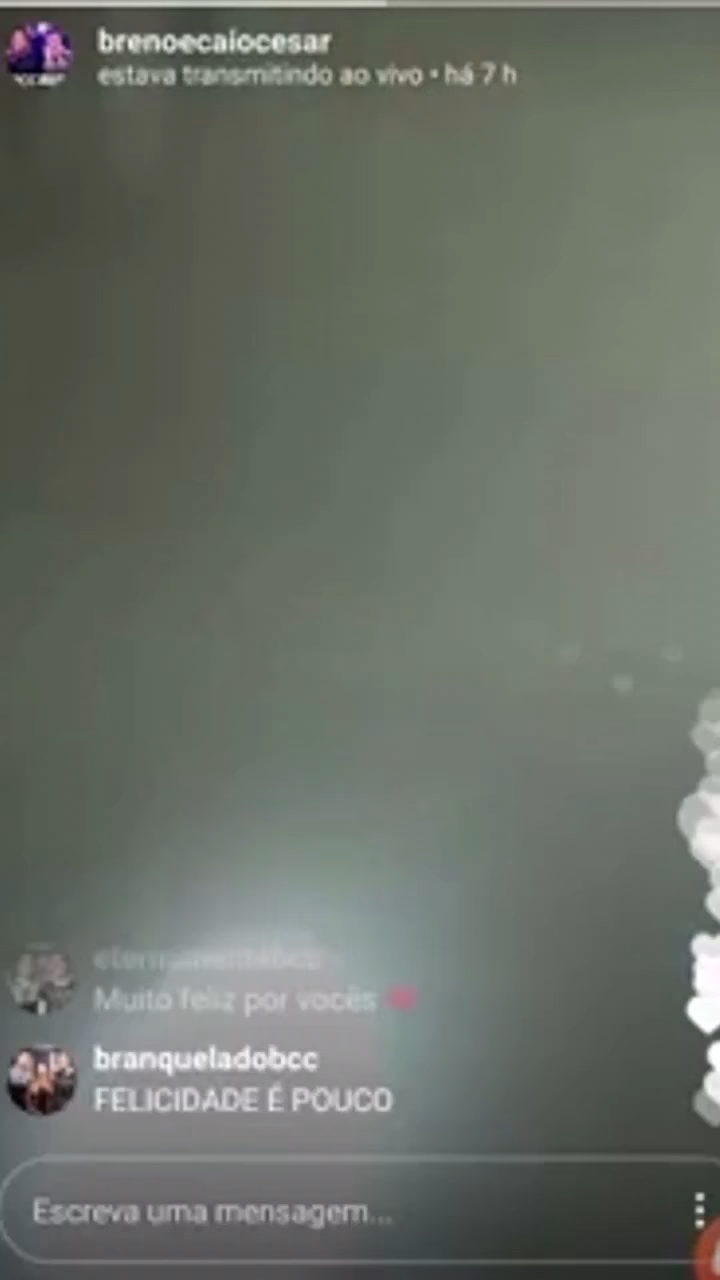 brenoecaiocesar
estava transmitindo ao vivo • há 7 h
Muito feliz por vocês
branqueladobcc
FELICIDADE É POUCO
Escreva uma mensagem...